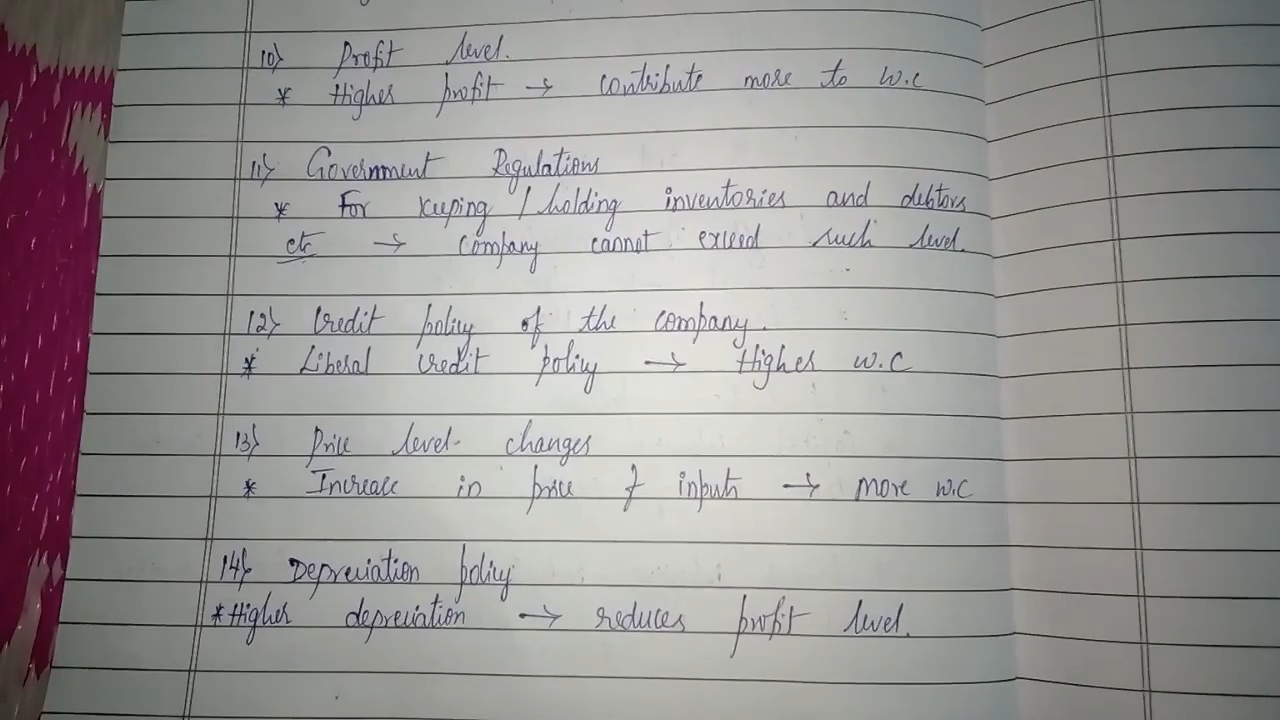 10) Profit level.
* Higher profit → contribute more to W.C
11) Government Regulations
* For keeping / holding inventories and debtors
etc → company cannot exceed such level.
12) Credit policy of the company.
* Liberal credit policy → Higher W.C
13) Price level changes
* Increase in price of inputs → more W.C
14) Depreciation policy
* Higher depreciation → reduces profit level.